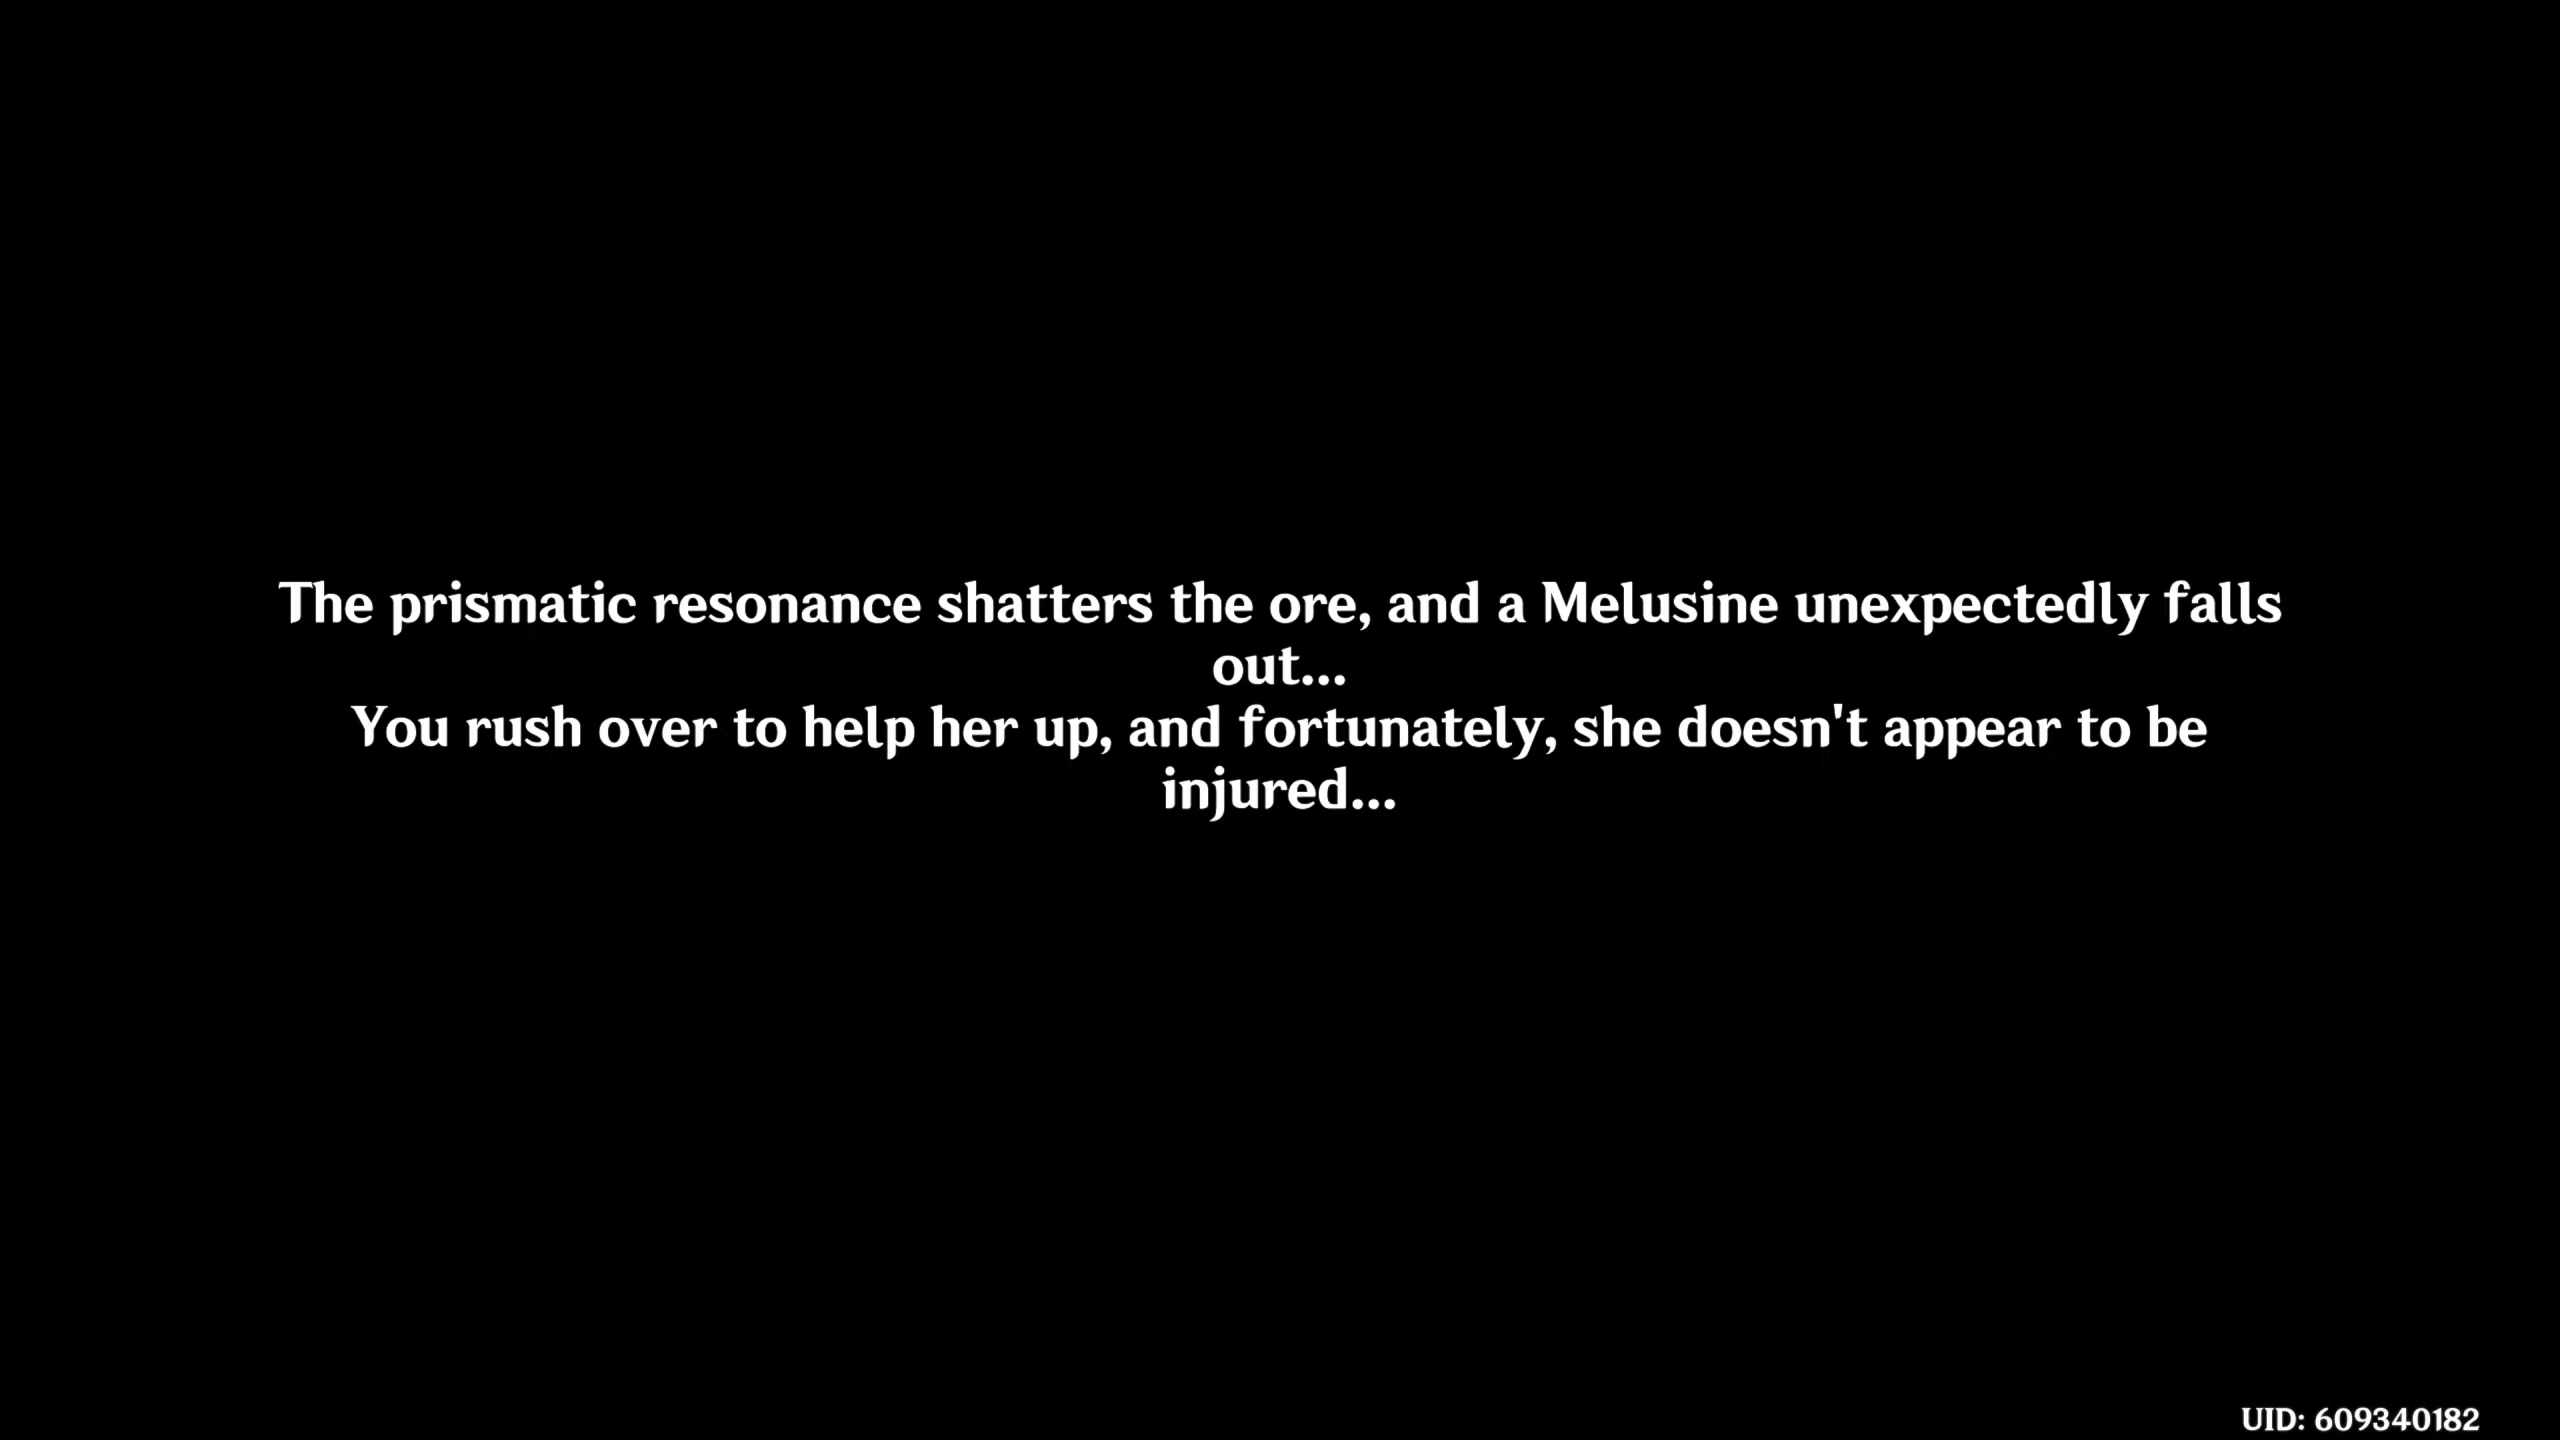 The prismatic resonance shatters the ore, and a Melusine unexpectedly falls
out...
You rush over to help her up, and fortunately, she doesn't appear to be
injured...
UID: 609340182